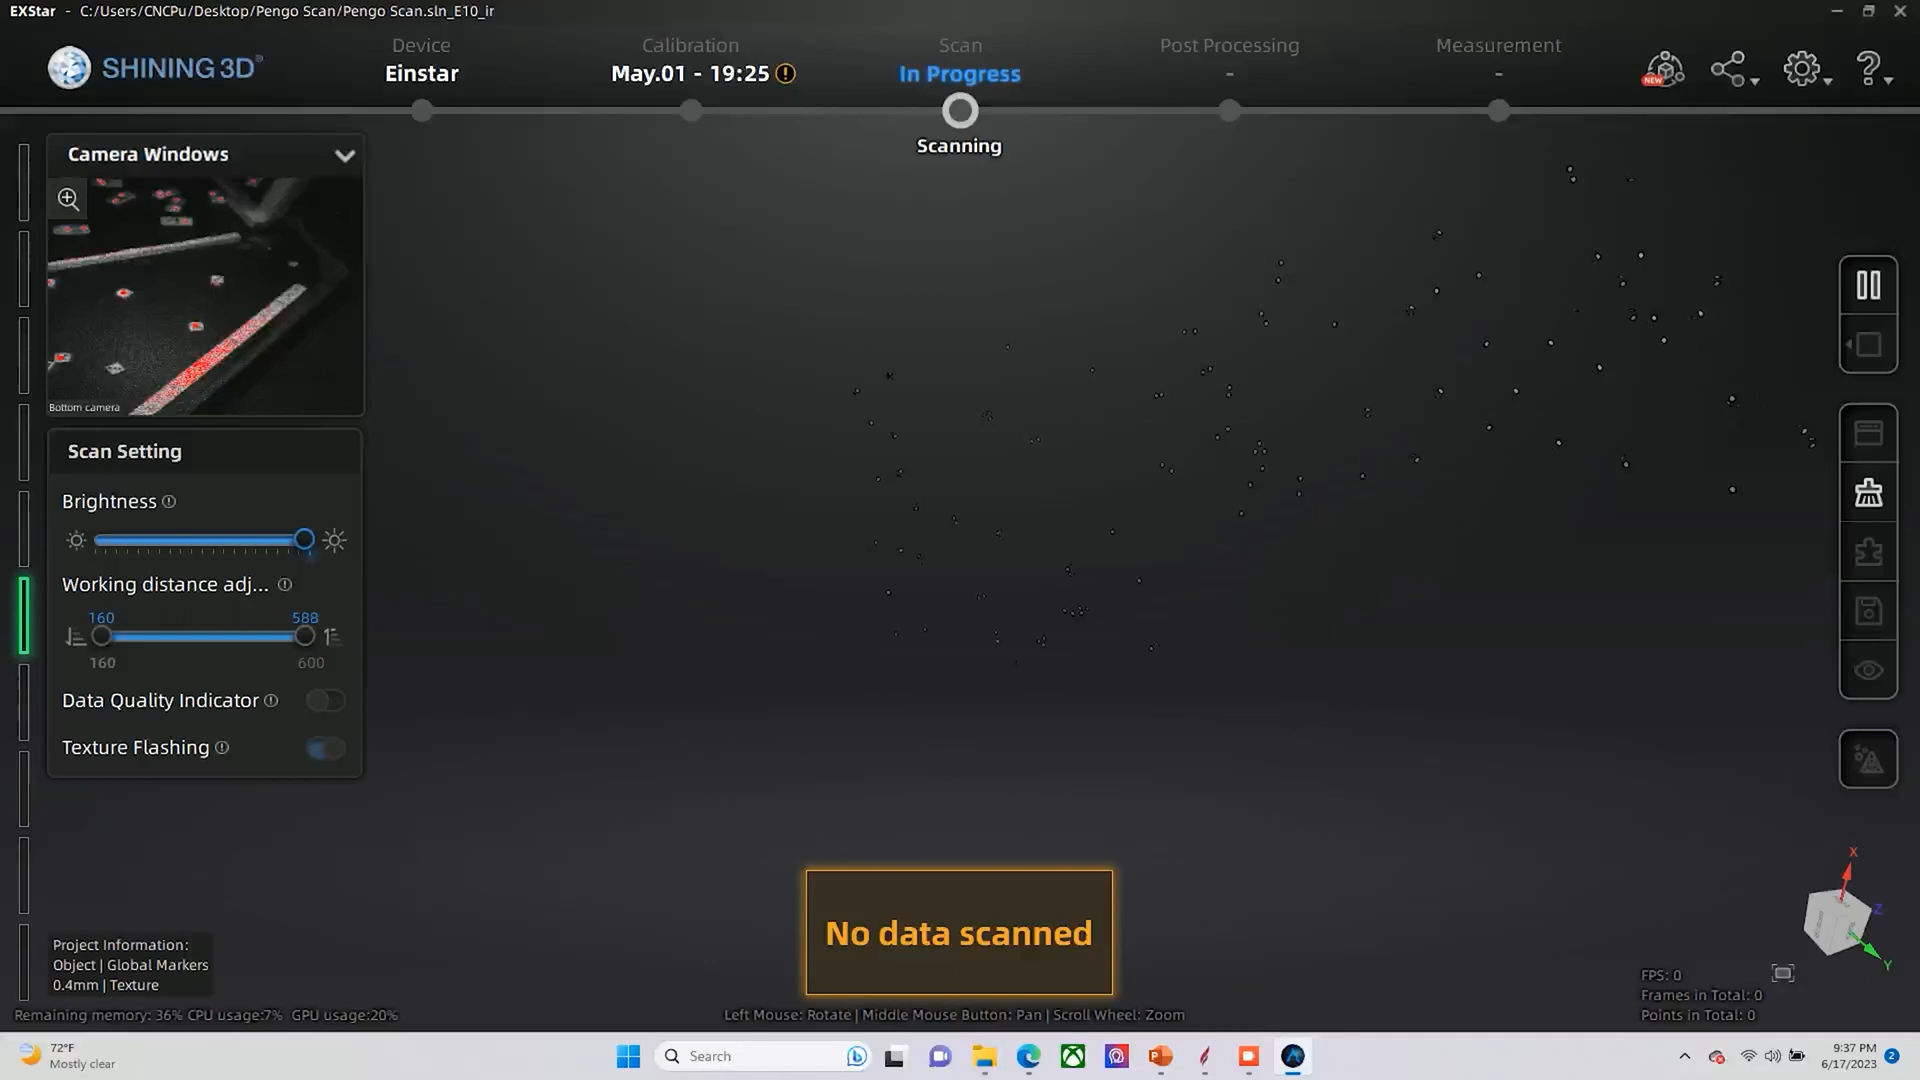 EXStar - C:/Users/CNCPu/Desktop/Pengo Scan/Pengo Scan.sln_E10_ir
SHINING 3D®
Device
Einstar
Calibration
May.01 - 19:25
Scan
In Progress
Scanning
Post Processing
-
Measurement
-
NEW
Camera Windows
Bottom camera
Scan Setting
Brightness
Working distance adj...
160 588
160 600
Data Quality Indicator
Texture Flashing
No data scanned
Project Information:
Object | Global Markers
0.4mm | Texture
Remaining memory: 36% CPU usage:7% GPU usage:20%
Left Mouse: Rotate | Middle Mouse Button: Pan | Scroll Wheel: Zoom
X
Z
Y
FPS: 0
Frames in Total: 0
Points in Total: 0
72°F
Mostly clear
Search
9:37 PM
6/17/2023
2